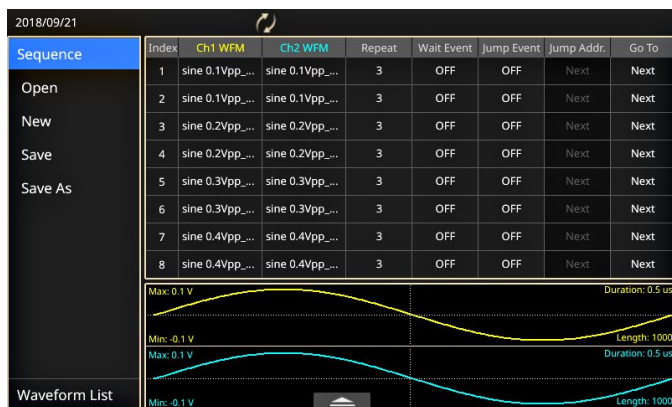 2018/09/21
Sequence
Open
New
Save
Save As
Waveform List
Index Ch1 WFM Ch2 WFM Repeat Wait Event Jump Event Jump Addr. Go To
1 sine 0.1Vpp_... sine 0.1Vpp_... 3 OFF OFF Next Next
2 sine 0.1Vpp_... sine 0.1Vpp_... 3 OFF OFF Next Next
3 sine 0.2Vpp_... sine 0.2Vpp_... 3 OFF OFF Next Next
4 sine 0.2Vpp_... sine 0.2Vpp_... 3 OFF OFF Next Next
5 sine 0.3Vpp_... sine 0.3Vpp_... 3 OFF OFF Next Next
6 sine 0.3Vpp_... sine 0.3Vpp_... 3 OFF OFF Next Next
7 sine 0.4Vpp_... sine 0.4Vpp_... 3 OFF OFF Next Next
8 sine 0.4Vpp_... sine 0.4Vpp_... 3 OFF OFF Next Next
Max: 0.1 V Duration: 0.5 us
Min: -0.1 V Length: 1000
Max: 0.1 V Duration: 0.5 us
Min: -0.1 V Length: 1000